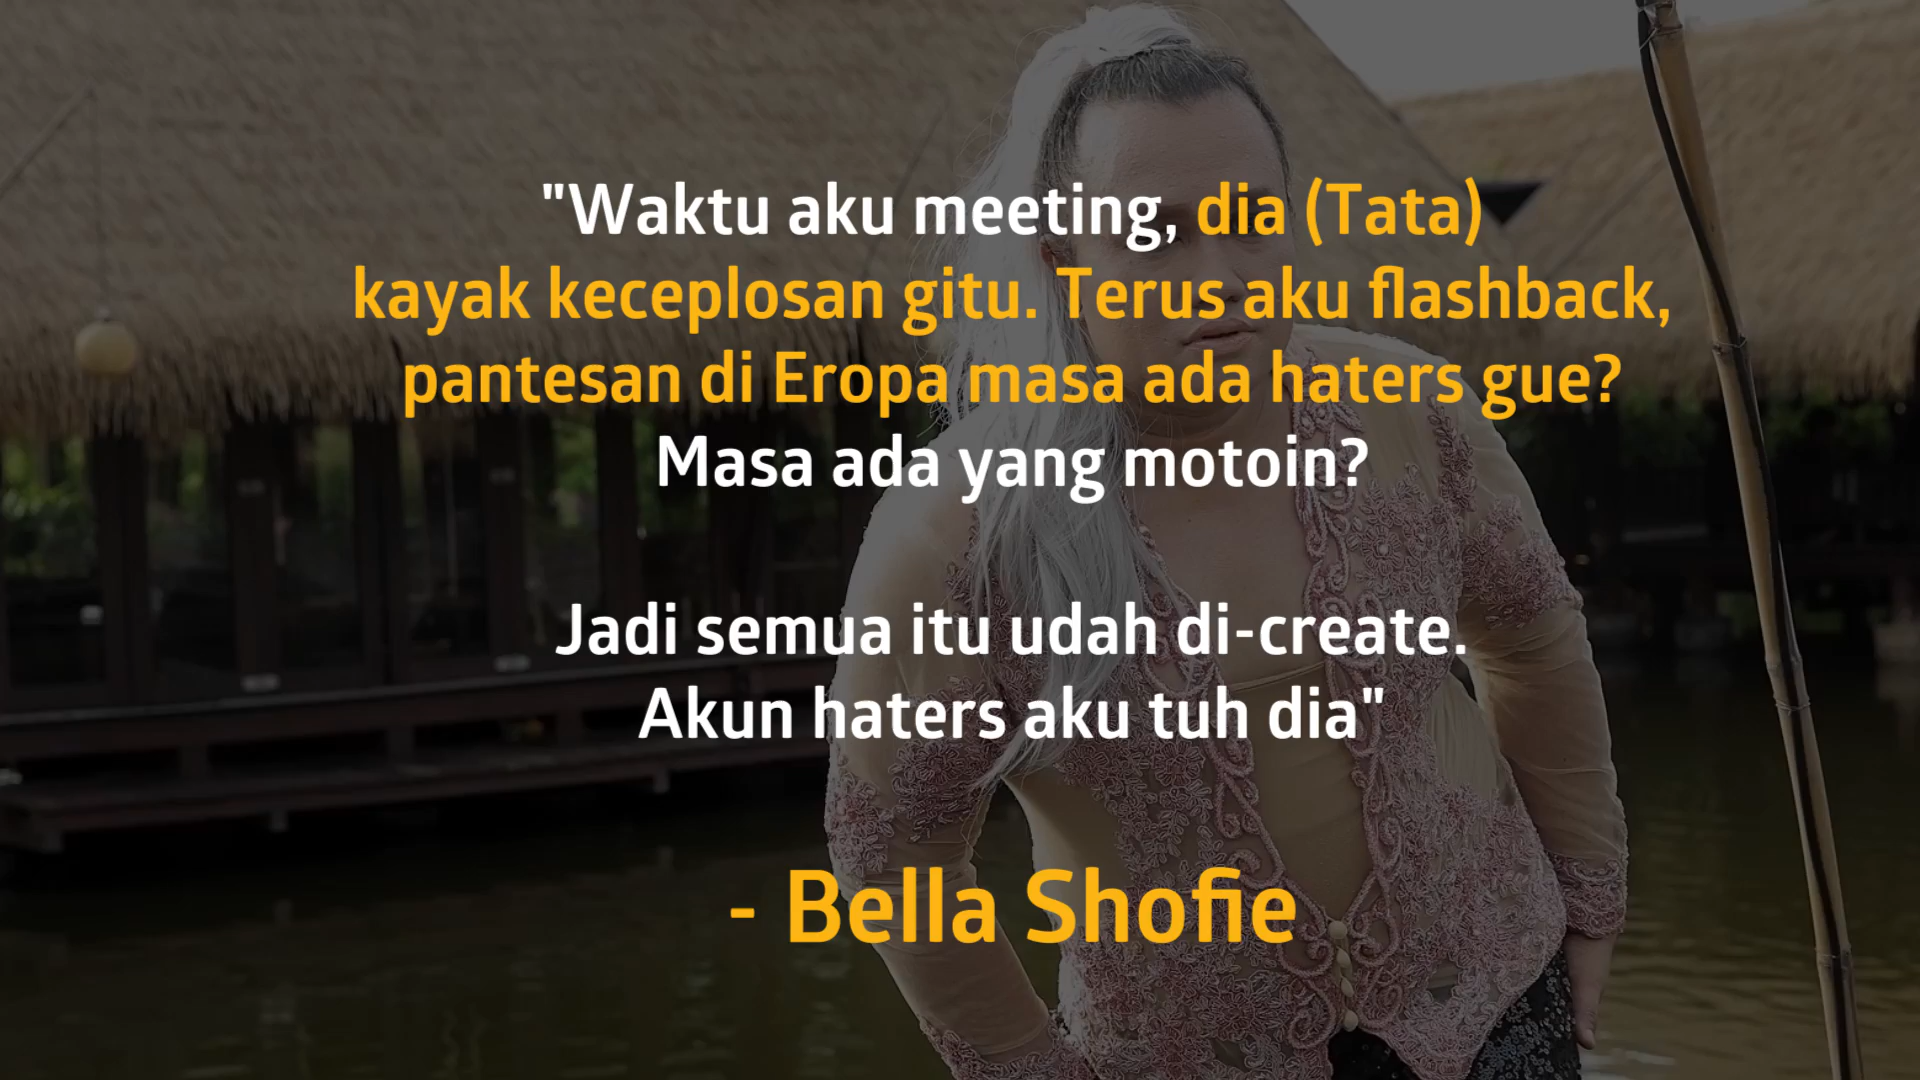 "Waktu aku meeting, dia (Tata)
kayak keceplosan gitu. Terus aku flashback,
pantesan di Eropa masa ada haters gue?
Masa ada yang motoin?
Jadi semua itu udah di-create.
Akun haters aku tuh dia"
- Bella Shofie